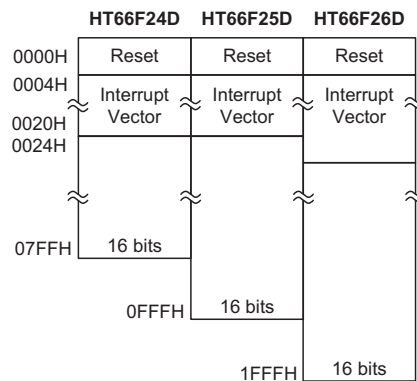 HT66F24D HT66F25D HT66F26D
0000H Reset Reset Reset
0004H
Interrupt Vector Interrupt Vector Interrupt Vector
0020H
0024H
07FFH 16 bits
0FFFH 16 bits
1FFFH 16 bits